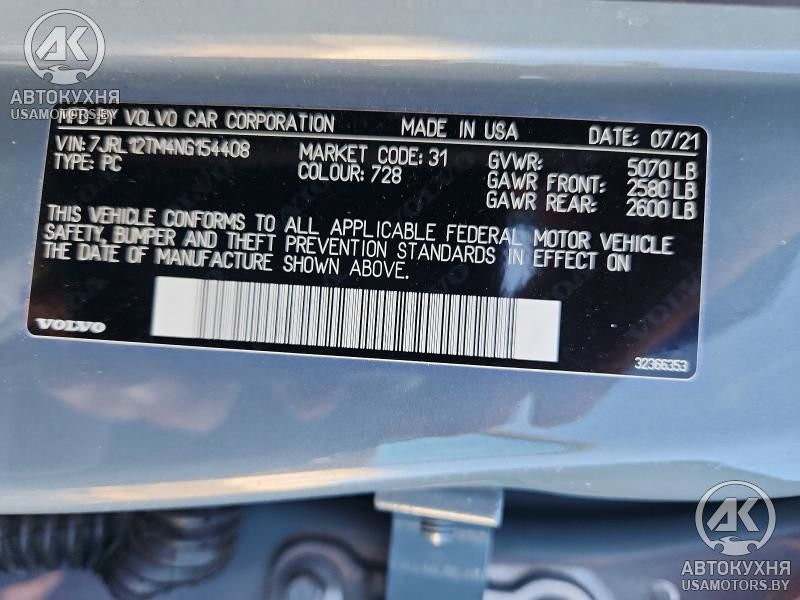 AK
АВТОКУХНЯ
USAMOTORS.BY
MFD BY VOLVO CAR CORPORATION MADE IN USA DATE: 07/21
VIN: 7JRL12TM4NG154408 MARKET CODE: 31 GVWR: 5070 LB
TYPE: PC COLOUR: 728 GAWR FRONT: 2580 LB
GAWR REAR: 2600 LB
THIS VEHICLE CONFORMS TO ALL APPLICABLE FEDERAL MOTOR VEHICLE
SAFETY, BUMPER AND THEFT PREVENTION STANDARDS IN EFFECT ON
THE DATE OF MANUFACTURE SHOWN ABOVE.
VOLVO
32366353
AK
АВТОКУХНЯ
USAMOTORS.BY